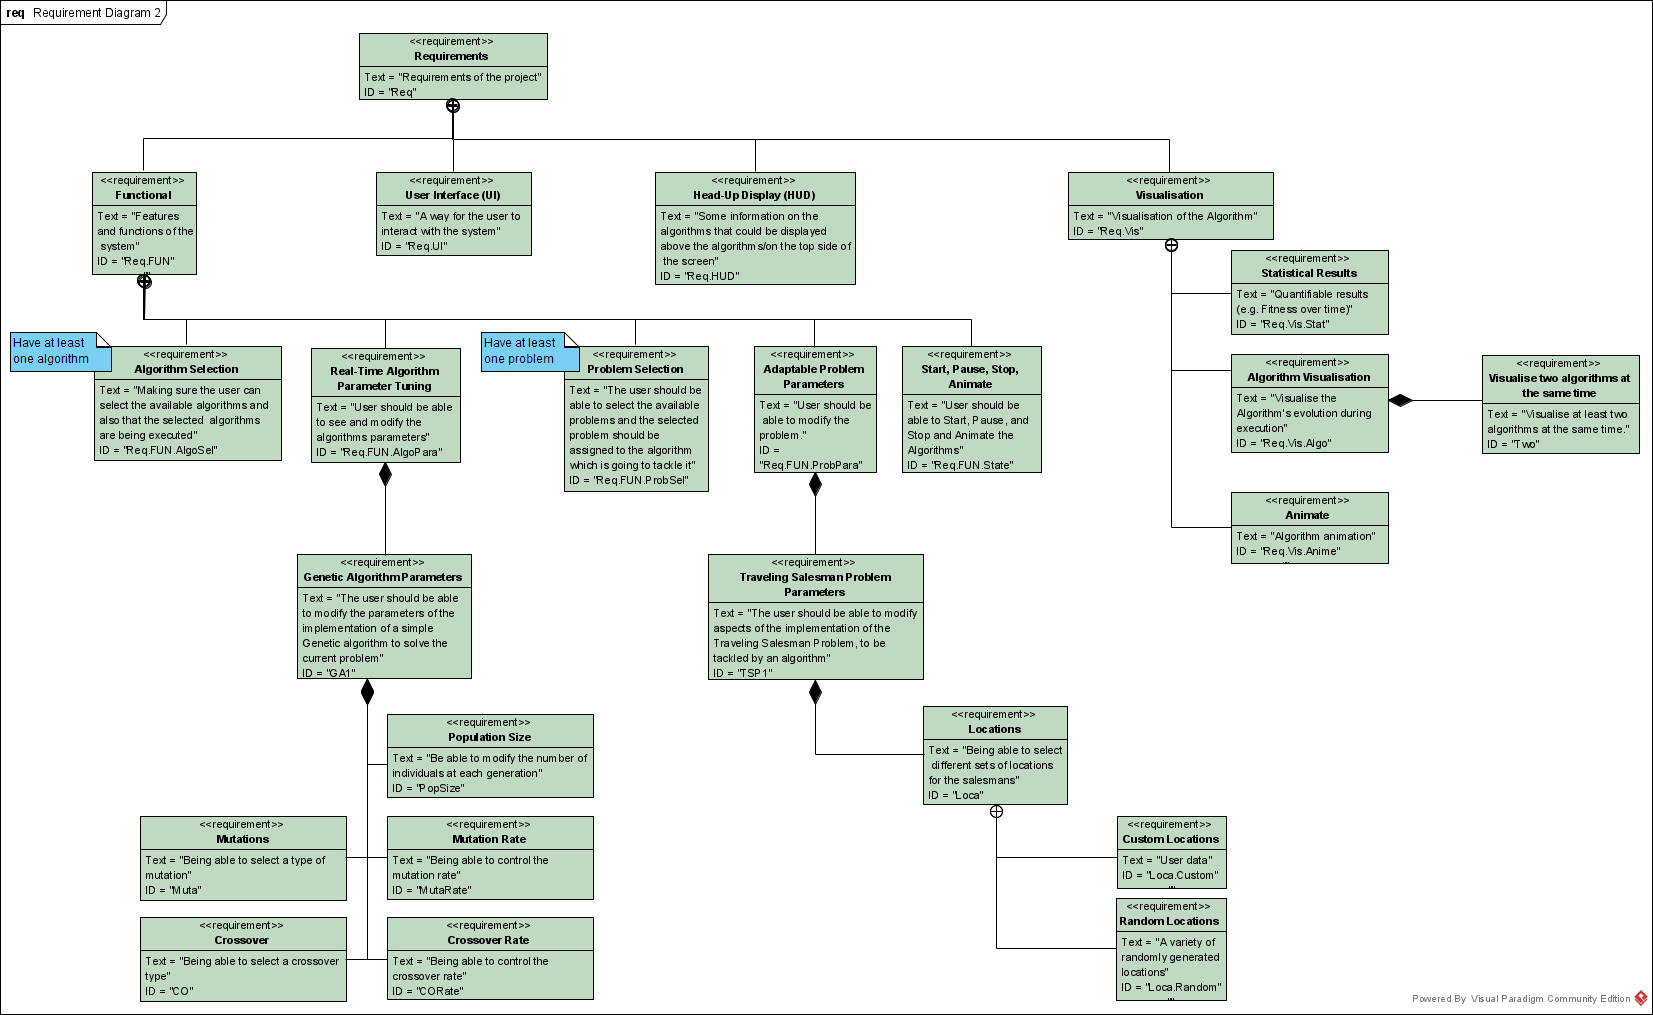 req Requirement Diagram 2
<<requirement>>
Requirements
Text = "Requirements of the project"
ID = "Req"
<<requirement>>
Functional
Text = "Features
and functions of the
system"
ID = "Req.FUN"
<<requirement>>
User Interface (UI)
Text = "A way for the user to
interact with the system"
ID = "Req.UI"
<<requirement>>
Head-Up Display (HUD)
Text = "Some information on the
algorithms that could be displayed
above the algorithms/on the top side of
the screen"
ID = "Req.HUD"
<<requirement>>
Visualisation
Text = "Visualisation of the Algorithm"
ID = "Req.Vis"
<<requirement>>
Statistical Results
Text = "Quantifiable results
(e.g. Fitness over time)"
ID = "Req.Vis.Stat"
Have at least
one algorithm
<<requirement>>
Algorithm Selection
Text = "Making sure the user can
select the available algorithms and
also that the selected algorithms
are being executed"
ID = "Req.FUN.AlgoSel"
<<requirement>>
Real-Time Algorithm
Parameter Tuning
Text = "User should be able
to see and modify the
algorithms parameters"
ID = "Req.FUN.AlgoPara"
Have at least
one problem
<<requirement>>
Problem Selection
Text = "The user should be
able to select the available
problems and the selected
problem should be
assigned to the algorithm
which is going to tackle it"
ID = "Req.FUN.ProbSel"
<<requirement>>
Adaptable Problem
Parameters
Text = "User should be
able to modify the
problem."
ID =
"Req.FUN.ProbPara"
<<requirement>>
Start, Pause, Stop,
Animate
Text = "User should be
able to Start, Pause, and
Stop and Animate the
Algorithms"
ID = "Req.FUN.State"
<<requirement>>
Algorithm Visualisation
Text = "Visualise the
Algorithm's evolution during
execution"
ID = "Req.Vis.Algo"
<<requirement>>
Visualise two algorithms at
the same time
Text = "Visualise at least two
algorithms at the same time."
ID = "Two"
<<requirement>>
Animate
Text = "Algorithm animation"
ID = "Req.Vis.Anime"
<<requirement>>
Genetic Algorithm Parameters
Text = "The user should be able
to modify the parameters of the
implementation of a simple
Genetic algorithm to solve the
current problem"
ID = "GA1"
<<requirement>>
Traveling Salesman Problem
Parameters
Text = "The user should be able to modify
aspects of the implementation of the
Traveling Salesman Problem, to be
tackled by an algorithm"
ID = "TSP1"
<<requirement>>
Population Size
Text = "Be able to modify the number of
individuals at each generation"
ID = "PopSize"
<<requirement>>
Locations
Text = "Being able to select
different sets of locations
for the salesmans"
ID = "Loca"
<<requirement>>
Mutations
Text = "Being able to select a type of
mutation"
ID = "Muta"
<<requirement>>
Mutation Rate
Text = "Being able to control the
mutation rate"
ID = "MutaRate"
<<requirement>>
Custom Locations
Text = "User data"
ID = "Loca.Custom"
<<requirement>>
Crossover
Text = "Being able to select a crossover
type"
ID = "CO"
<<requirement>>
Crossover Rate
Text = "Being able to control the
crossover rate"
ID = "CORate"
<<requirement>>
Random Locations
Text = "A variety of
randomly generated
locations"
ID = "Loca.Random"
Powered By Visual Paradigm Community Edition